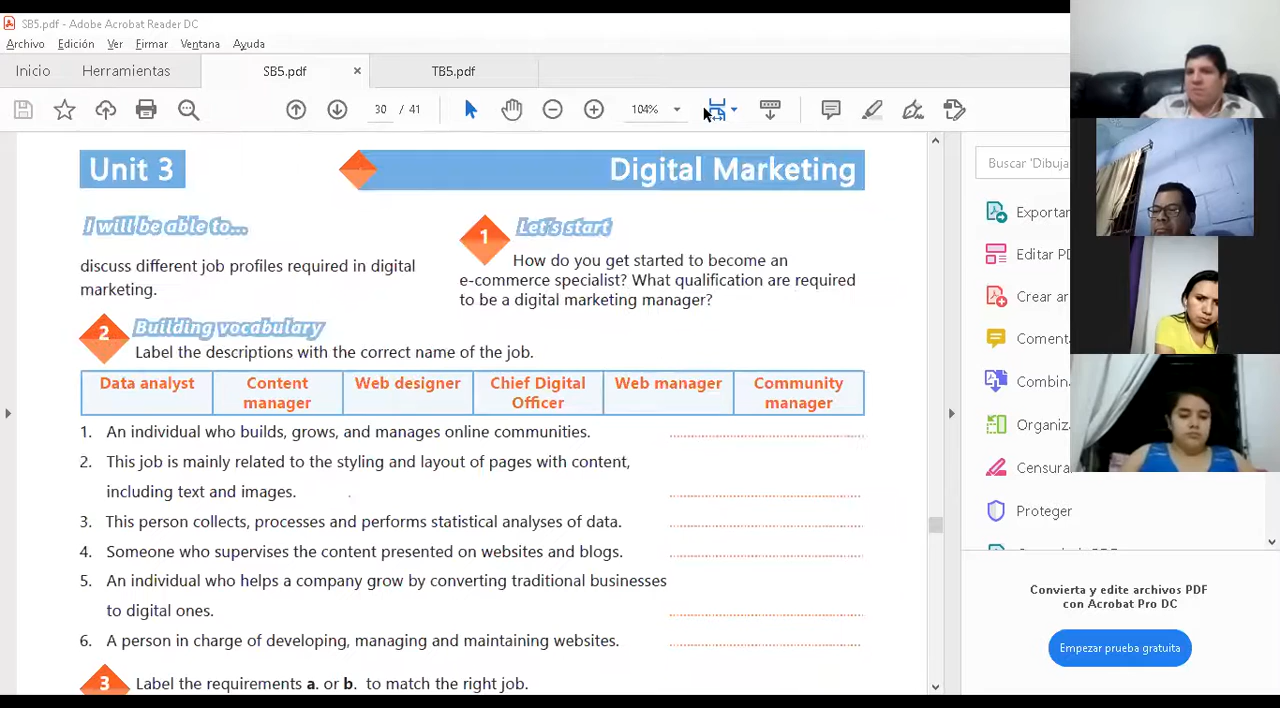 SB5.pdf - Adobe Acrobat Reader DC
Archivo Edición Ver Firmar Ventana Ayuda
Inicio Herramientas SB5.pdf × TB5.pdf
30 / 41 104%
Unit 3 Digital Marketing
I will be able to...
discuss different job profiles required in digital
marketing.
1 Let's start
How do you get started to become an
e-commerce specialist? What qualification are required
to be a digital marketing manager?
2 Building vocabulary
Label the descriptions with the correct name of the job.
Data analyst
Content
manager
Web designer
Chief Digital
Officer
Web manager
Community
manager
1. An individual who builds,grows, and manages online communities.
2. This job is mainly related to the styling and layout of pages with content,
including text and images.
3. This person collects, processes and performs statistical analyses of data.
4. Someone who supervises the content presented on websites and blogs.
5. An individual who helps a company grow by converting traditional businesses
to digital ones.
6. A person in charge of developing, managing and maintaining websites.
3 Label the requirements a. or b. to match the right job.
Buscar 'Dibuja
Exportar
Editar PD
Crear ar
Coment
Combin
Organiz
Censura
Proteger
Convierta y edite archivos PDF
con Acrobat Pro DC
Empezar prueba gratuita